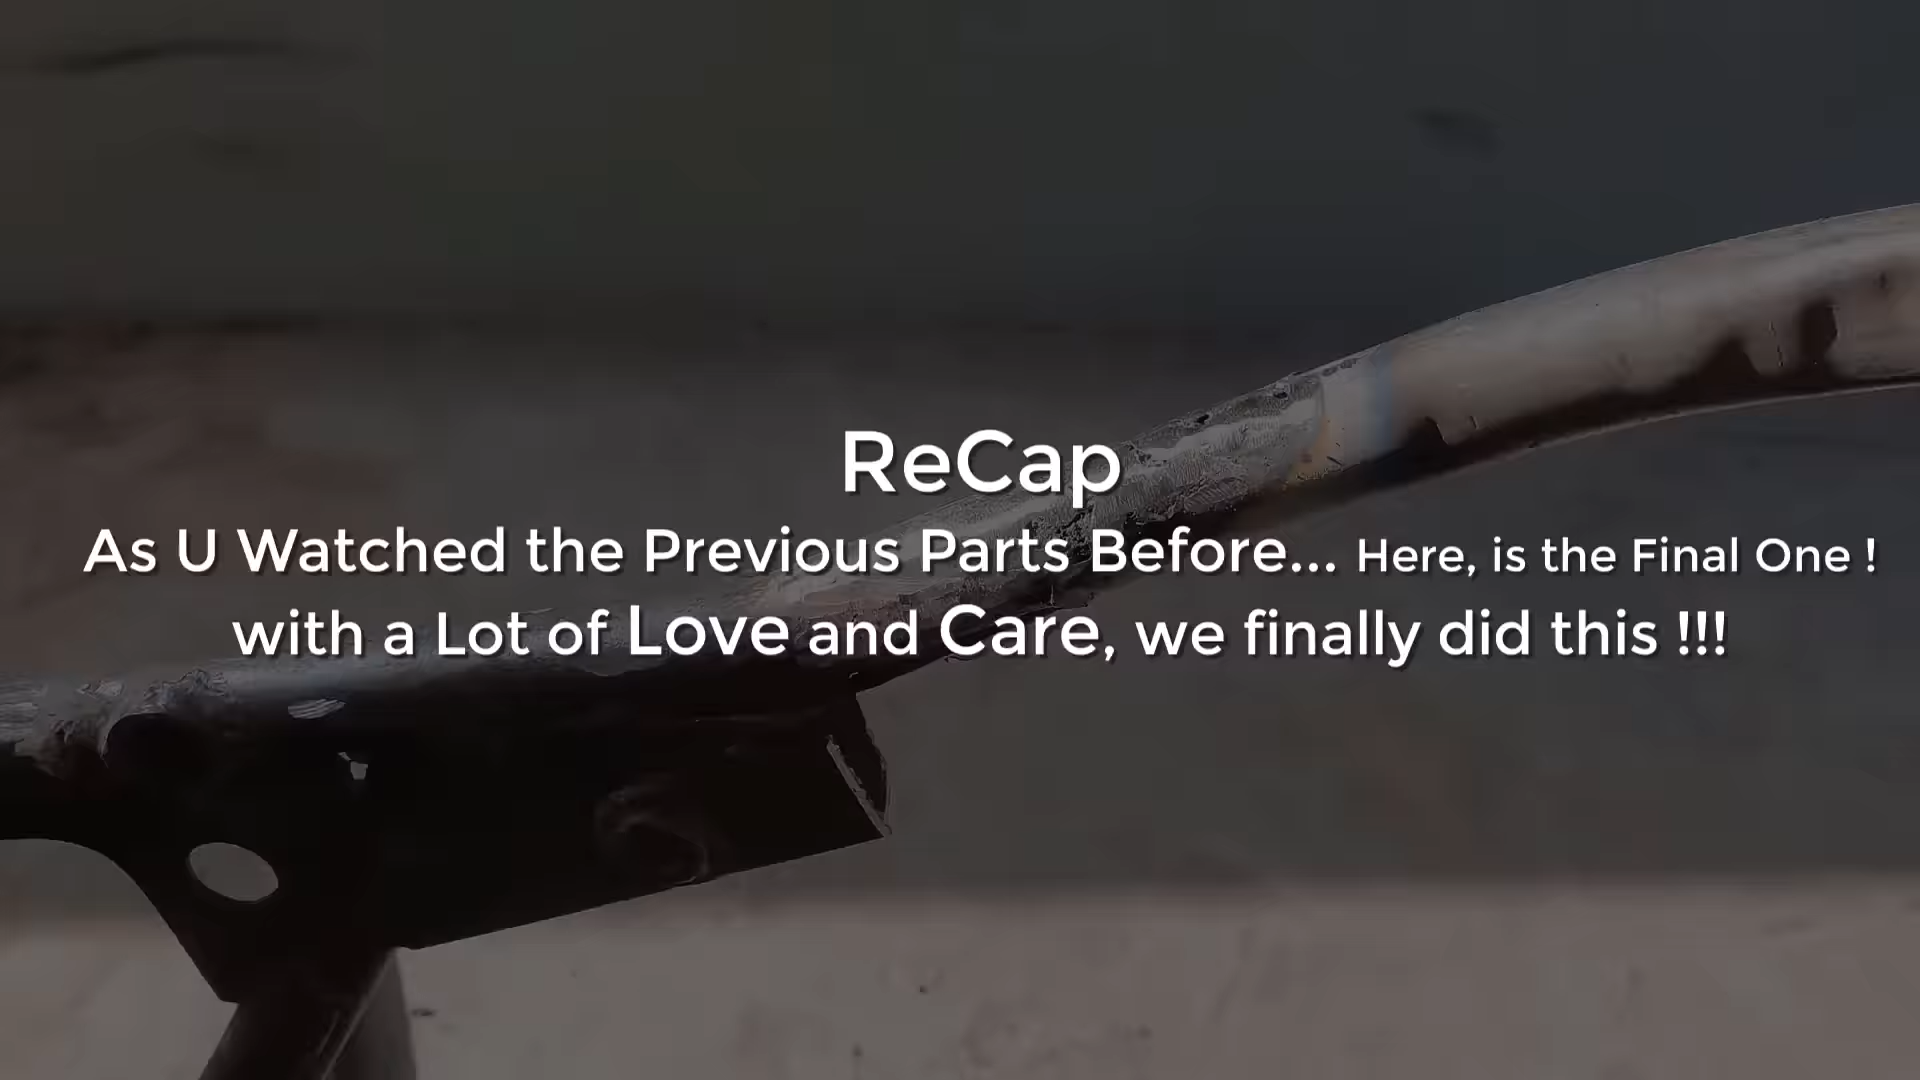 ReCap
As U Watched the Previous Parts Before... Here, is the Final One !
with a Lot of Love and Care, we finally did this !!!